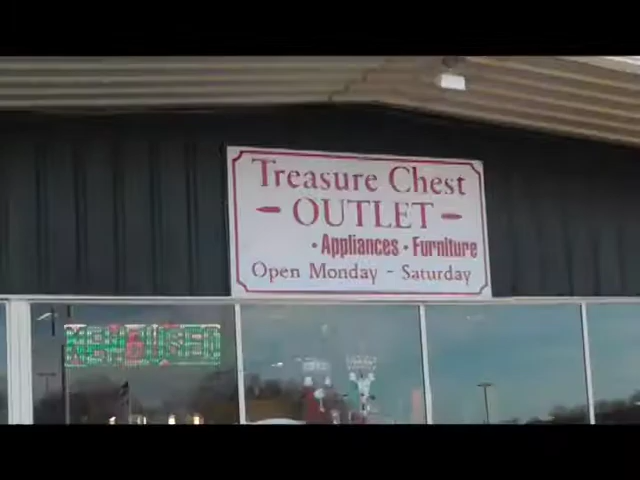 Treasure Chest
- OUTLET -
• Appliances • Furniture
Open Monday - Saturday
NEW & USED